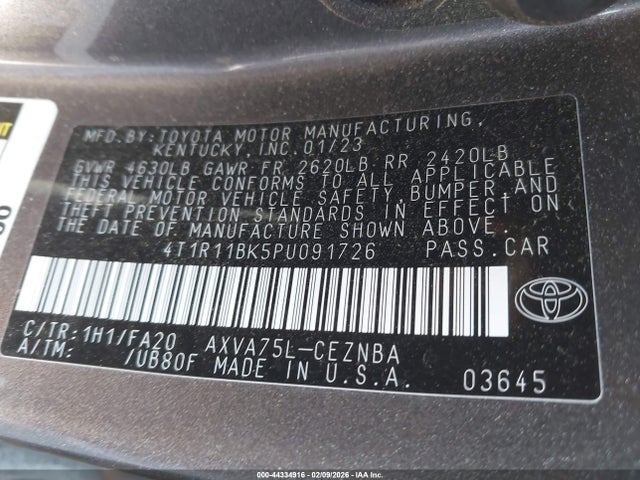 MFD.BY:TOYOTA MOTOR MANUFACTURING,
KENTUCKY,INC.01/23
GVWR 4630LB GAWR FR 2620LB RR 2420LB
THIS VEHICLE CONFORMS TO ALL APPLICABLE
FEDERAL MOTOR VEHICLE SAFETY,BUMPER,AND
THEFT PREVENTION STANDARDS IN EFFECT ON
THE DATE OF MANUFACTURE SHOWN ABOVE.
4T1R11BK5PU091726 PASS.CAR
C/TR:1H1/FA20 AXVA75L-CEZNBA
A/TM: /UB80F MADE IN U.S.A. 03645
TOYOTA
000-44334916 - 02/09/2026 - IAA Inc.